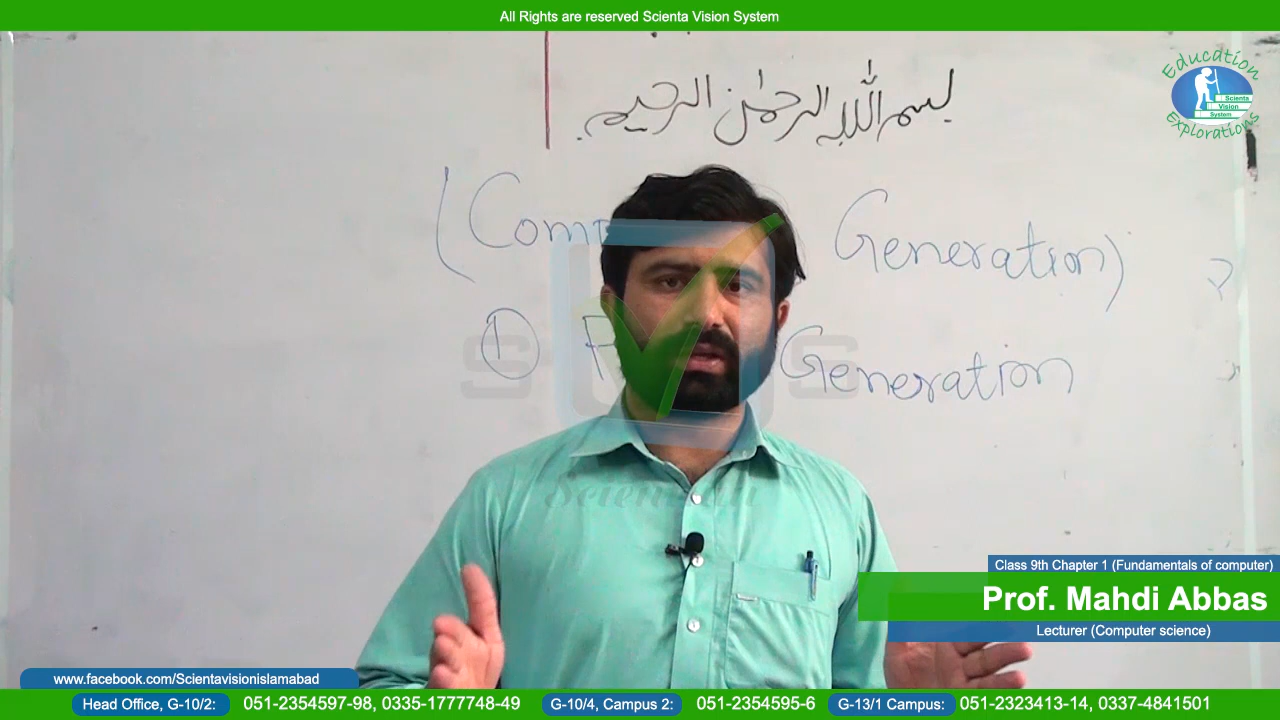 All Rights are reserved Scienta Vision System
Education
Scienta
Vision
System
Explorations
بسم اللہ الرحمٰن الرحیم
(Comp Generation)
① Generation
Class 9th Chapter 1 (Fundamentals of computer)
Prof. Mahdi Abbas
Lecturer (Computer science)
www.facebook.com/Scientavisionislamabad
Head Office, G-10/2: 051-2354597-98, 0335-1777748-49 G-10/4, Campus 2: 051-2354595-6 G-13/1 Campus: 051-2323413-14, 0337-4841501